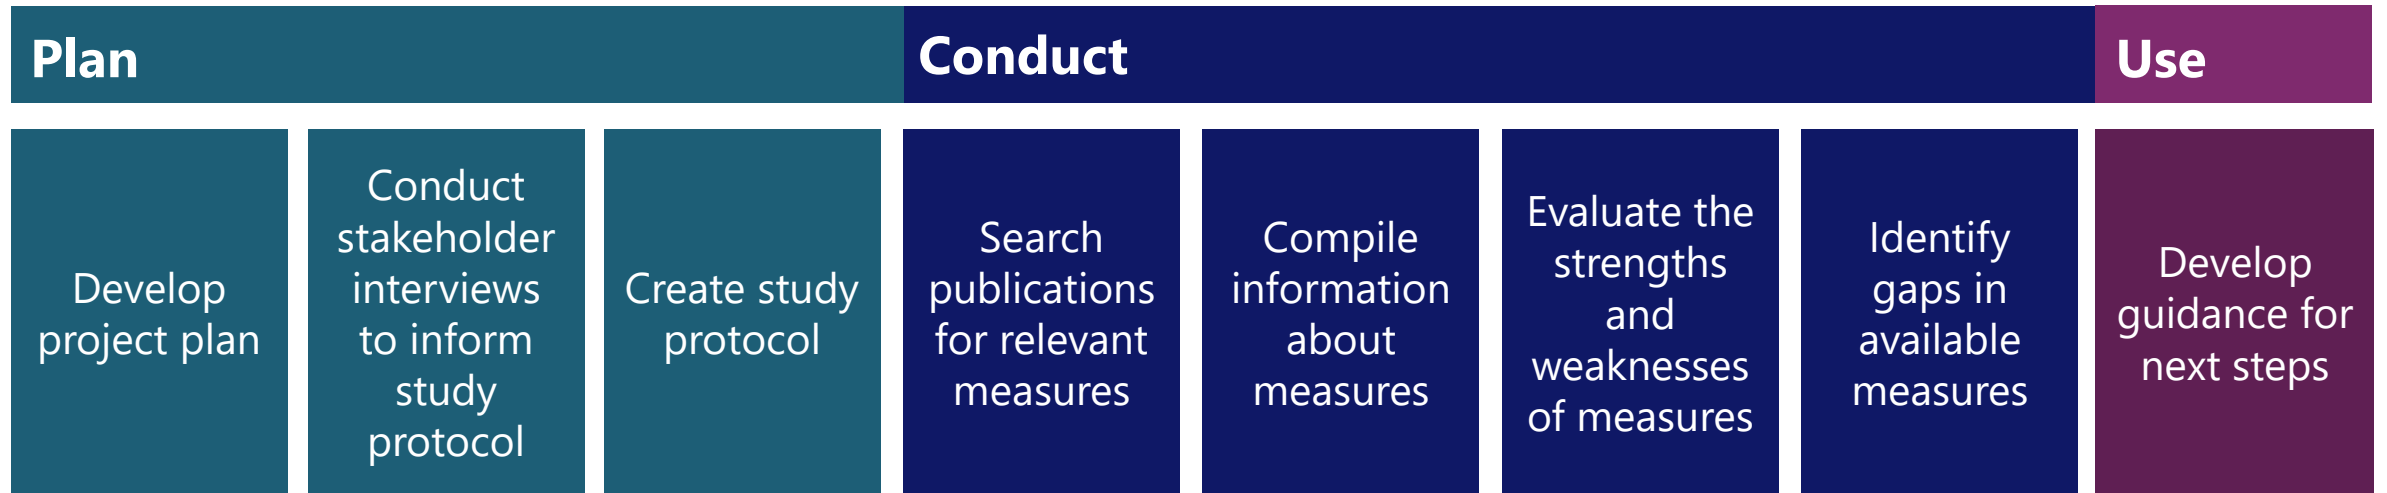 Plan
Conduct
Use
Develop
project plan
Conduct
stakeholder
interviews
to inform
study
protocol
Create study
protocol
Search
publications
for relevant
measures
Compile
information
about
measures
Evaluate the
strengths
and
weaknesses
of measures
Identify
gaps in
available
measures
Develop
guidance for
next steps